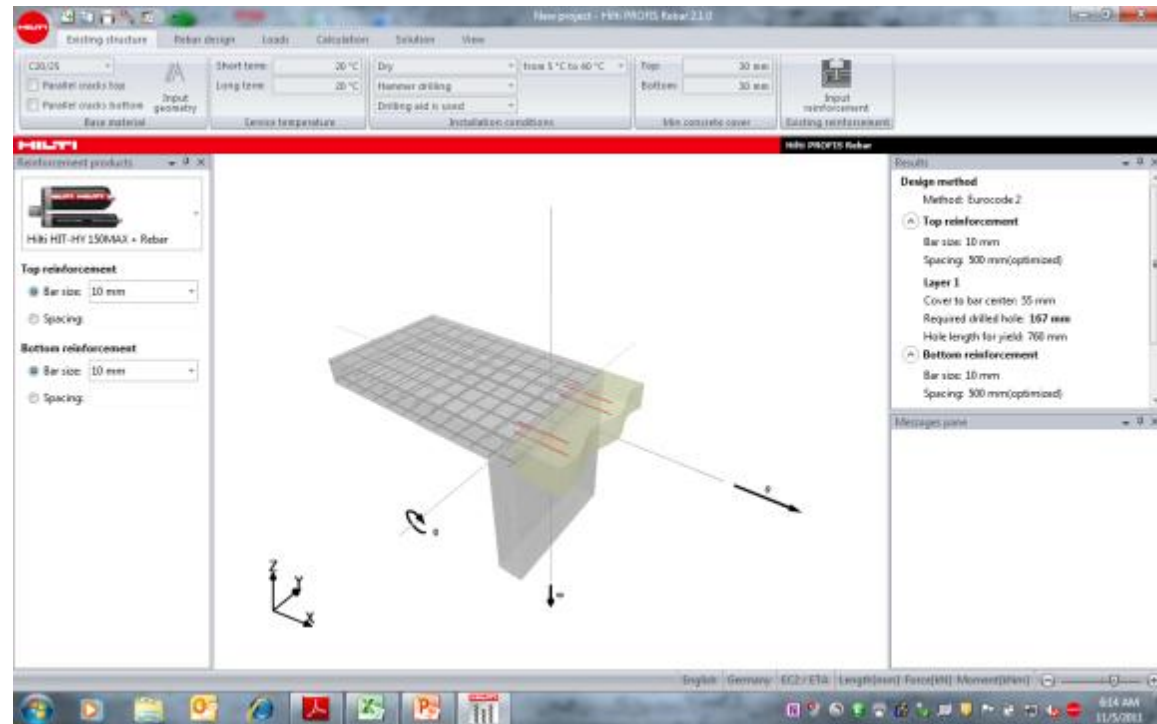 HILTI
New project - Hilti PROFIS Rebar 2.1.0
Existing structure Rebar design Loads Calculation Solution View
C20/25
Parallel cracks top
Parallel cracks bottom
Input geometry
Base material
Short term: 20 °C
Long term: 20 °C
Service temperature
Dry
from 5 °C to 40 °C
Hammer drilling
Drilling aid is used
Installation conditions
Top: 30 mm
Bottom: 30 mm
Min concrete cover
Input reinforcement
Existing reinforcement
HILTI
Hilti PROFIS Rebar
Reinforcement products
Hilti HIT-HY 150MAX + Rebar
Top reinforcement
Bar size: 10 mm
Spacing:
Bottom reinforcement
Bar size: 10 mm
Spacing:
Z
Y
X
Results
Design method
Method: Eurocode 2
Top reinforcement
Bar size: 10 mm
Spacing: 500 mm(optimized)
Layer 1
Cover to bar center: 55 mm
Required drilled hole: 167 mm
Hole length for yield: 760 mm
Bottom reinforcement
Bar size: 10 mm
Spacing: 500 mm(optimized)
Messages pane
English Germany EC2 / ETA Length[mm] Force[kN] Moment[kNm]
6:14 AM
11/5/2011